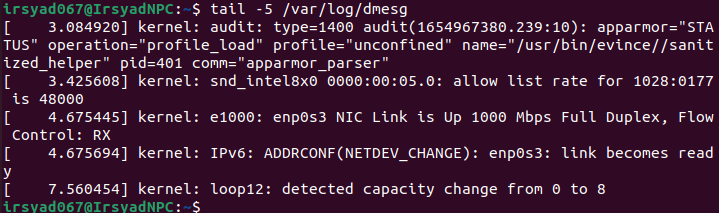 irsyad067@IrsyadNPC:~$ tail -5 /var/log/dmesg
[    3.084920] kernel: audit: type=1400 audit(1654967380.239:10): apparmor="STA
TUS" operation="profile_load" profile="unconfined" name="/usr/bin/evince//sanit
ized_helper" pid=401 comm="apparmor_parser"
[    3.425608] kernel: snd_intel8x0 0000:00:05.0: allow list rate for 1028:0177
 is 48000
[    4.675445] kernel: e1000: enp0s3 NIC Link is Up 1000 Mbps Full Duplex, Flow
 Control: RX
[    4.675694] kernel: IPv6: ADDRCONF(NETDEV_CHANGE): enp0s3: link becomes read
y
[    7.560454] kernel: loop12: detected capacity change from 0 to 8
irsyad067@IrsyadNPC:~$